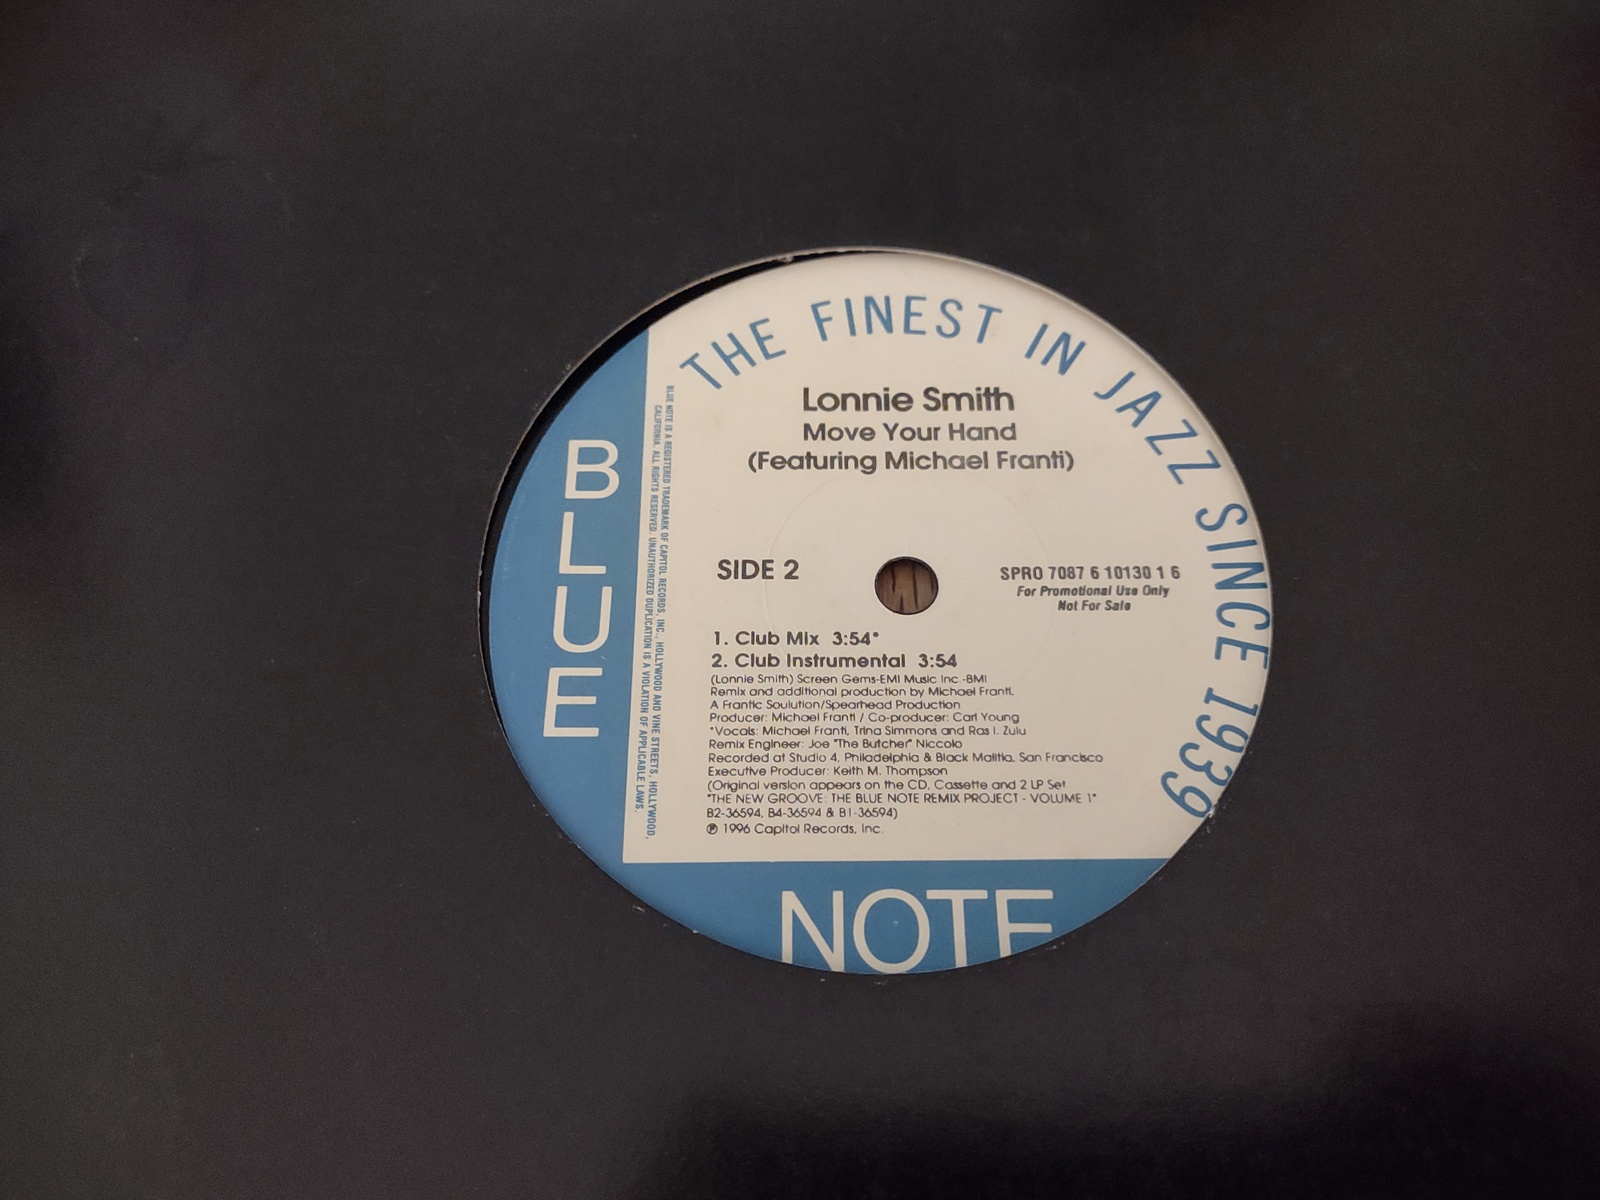 THE FINEST IN JAZZ SINCE 1939
Lonnie Smith
Move Your Hand
(Featuring Michael Franti)
BLUE
BLUE NOTE IS A REGISTERED TRADEMARK OF CAPITOL RECORDS, INC., HOLLYWOOD AND VINE STREETS, HOLLYWOOD,
CALIFORNIA. ALL RIGHTS RESERVED. UNAUTHORIZED DUPLICATION IS A VIOLATION OF APPLICABLE LAWS.
SIDE 2
SPRO 7087 6 10130 1 6
For Promotional Use Only
Not For Sale
1. Club Mix 3:54*
2. Club Instrumental 3:54
(Lonnie Smith) Screen Gems-EMI Music Inc.-BMI
Remix and additional production by Michael Franti.
A Frantic Soulution/Spearhead Production
Producer: Michael Franti / Co-producer: Carl Young
*Vocals: Michael Franti, Trina Simmons and Ras I. Zulu
Remix Engineer: Joe "The Butcher" Niccolo
Recorded at Studio 4, Philadelphia & Black Malitia, San Francisco
Executive Producer: Keith M. Thompson
(Original version appears on the CD, Cassette and 2 LP Set
"THE NEW GROOVE: THE BLUE NOTE REMIX PROJECT - VOLUME 1"
B2-36594, B4-36594 & B1-36594)
℗ 1996 Capitol Records, Inc.
NOTE